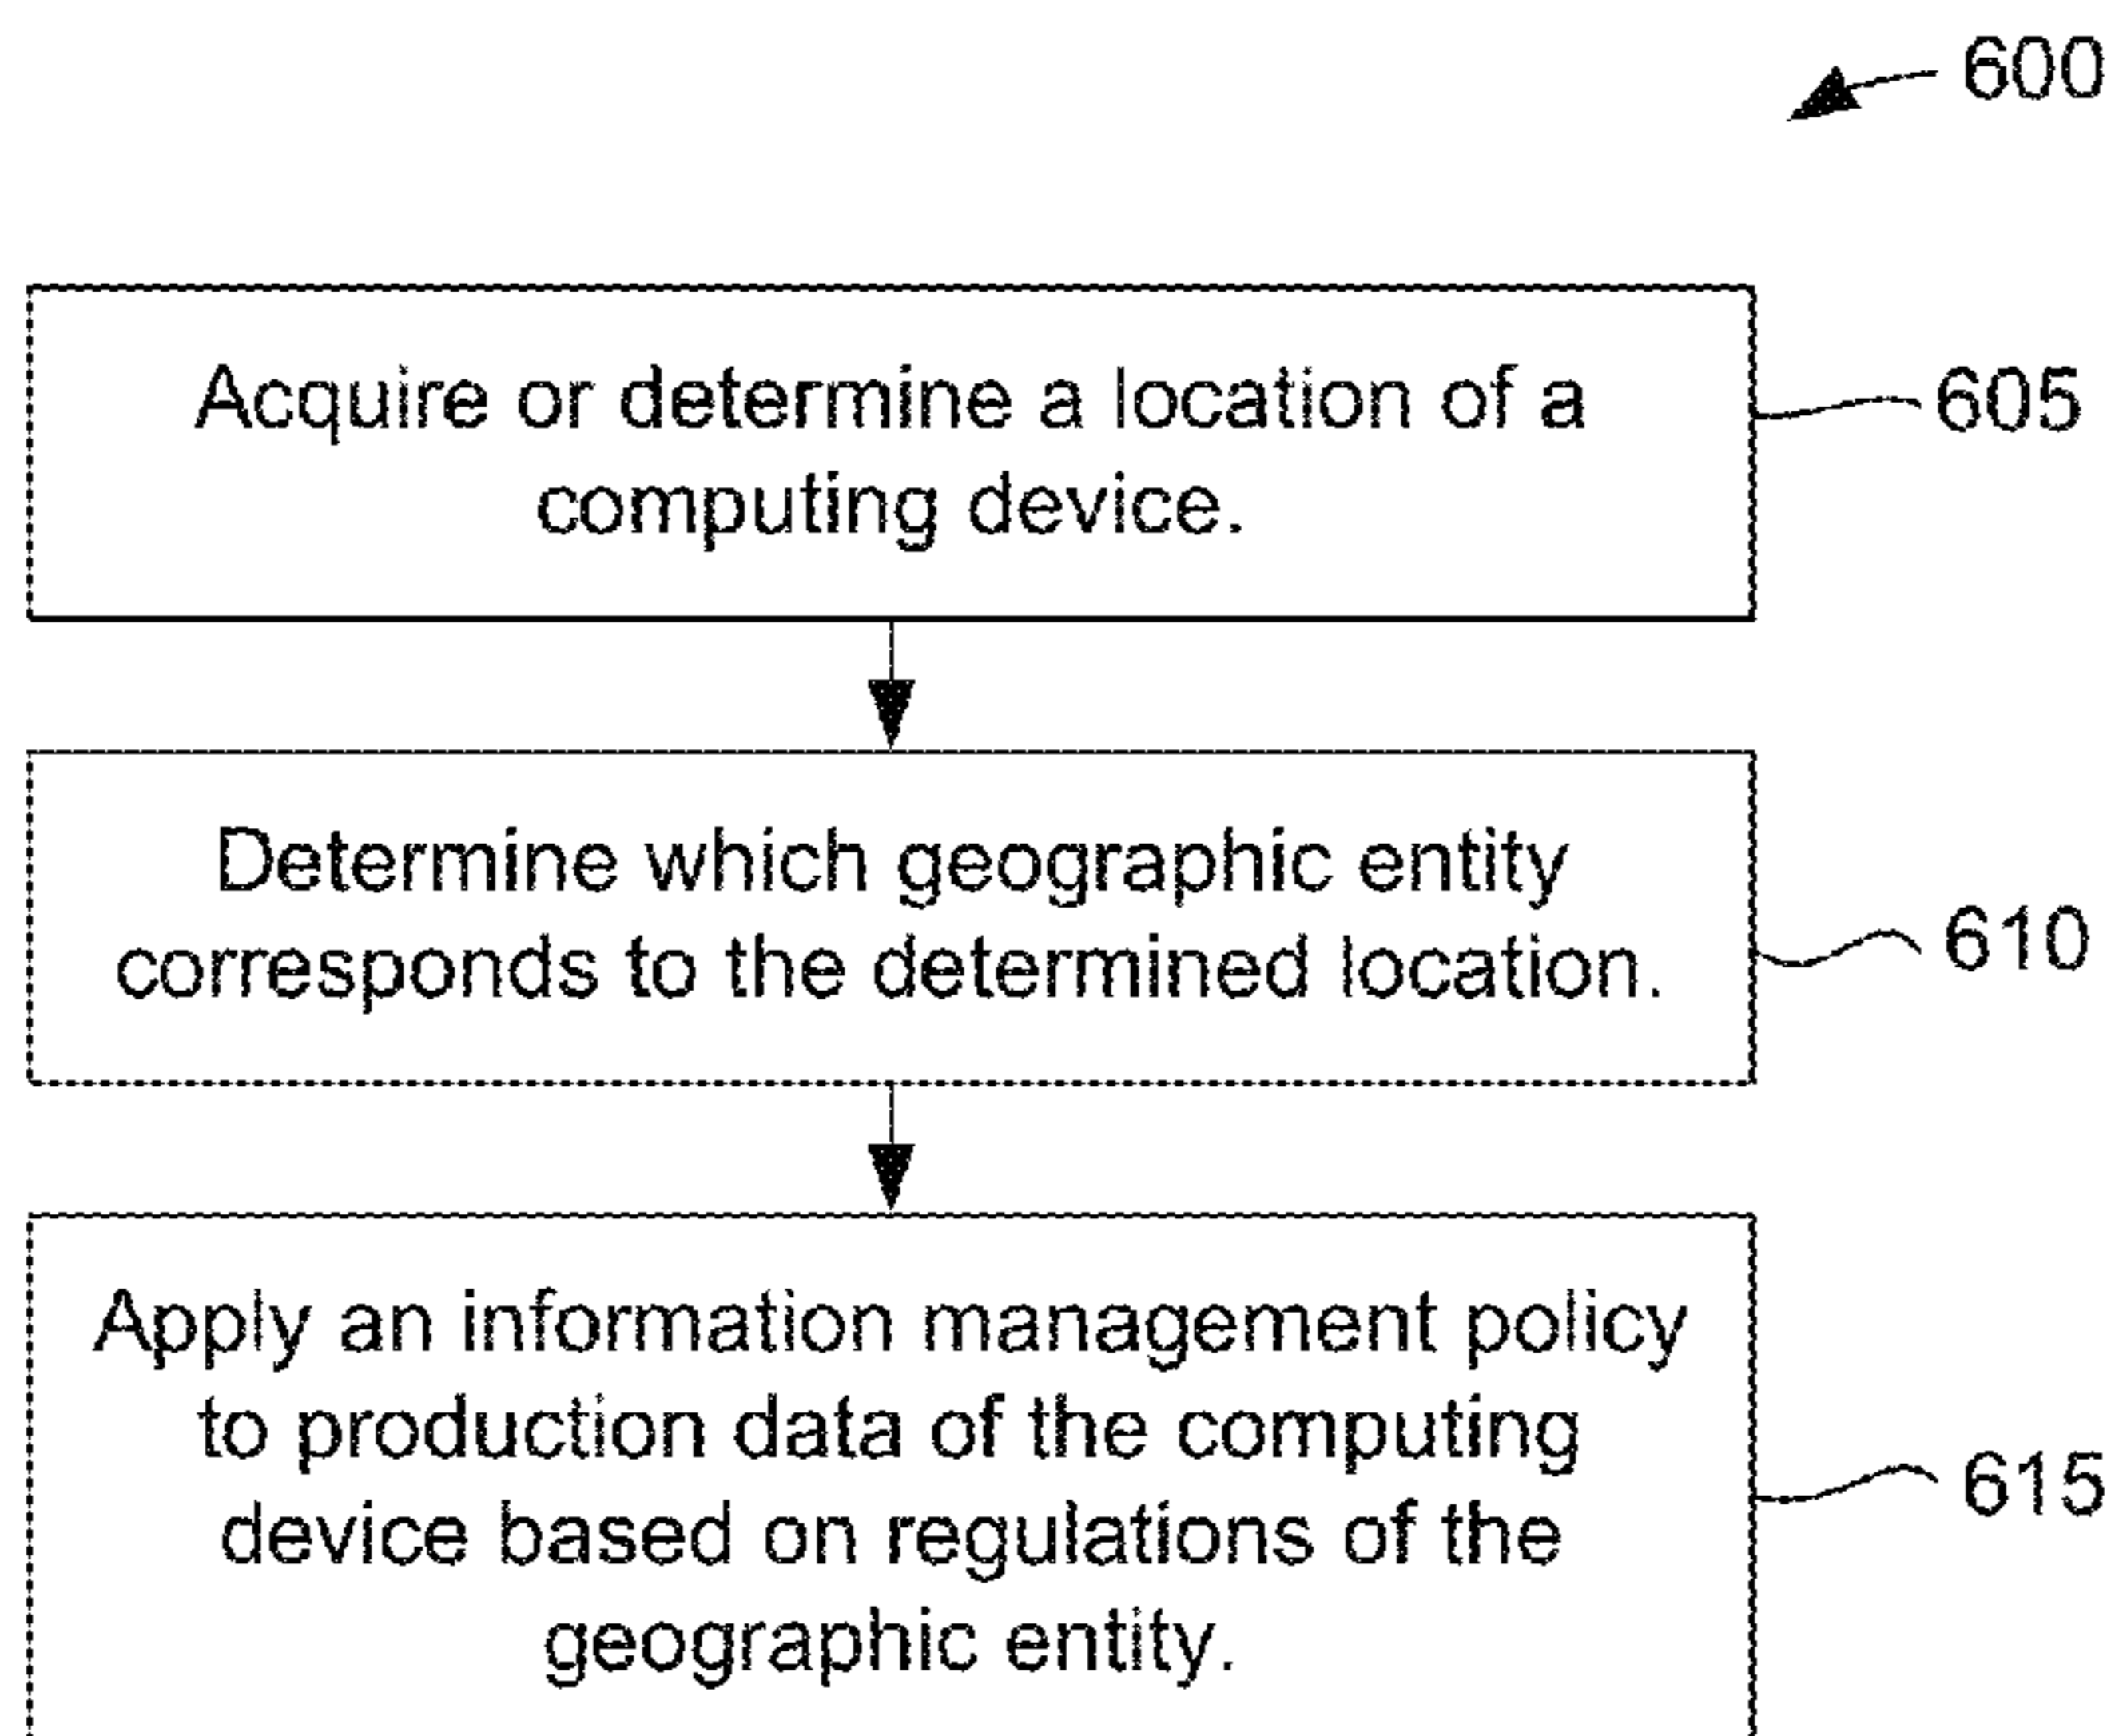 600
Acquire or determine a location of a
computing device.
605
Determine which geographic entity
corresponds to the determined location.
610
Apply an information management policy
to production data of the computing
device based on regulations of the
geographic entity.
615